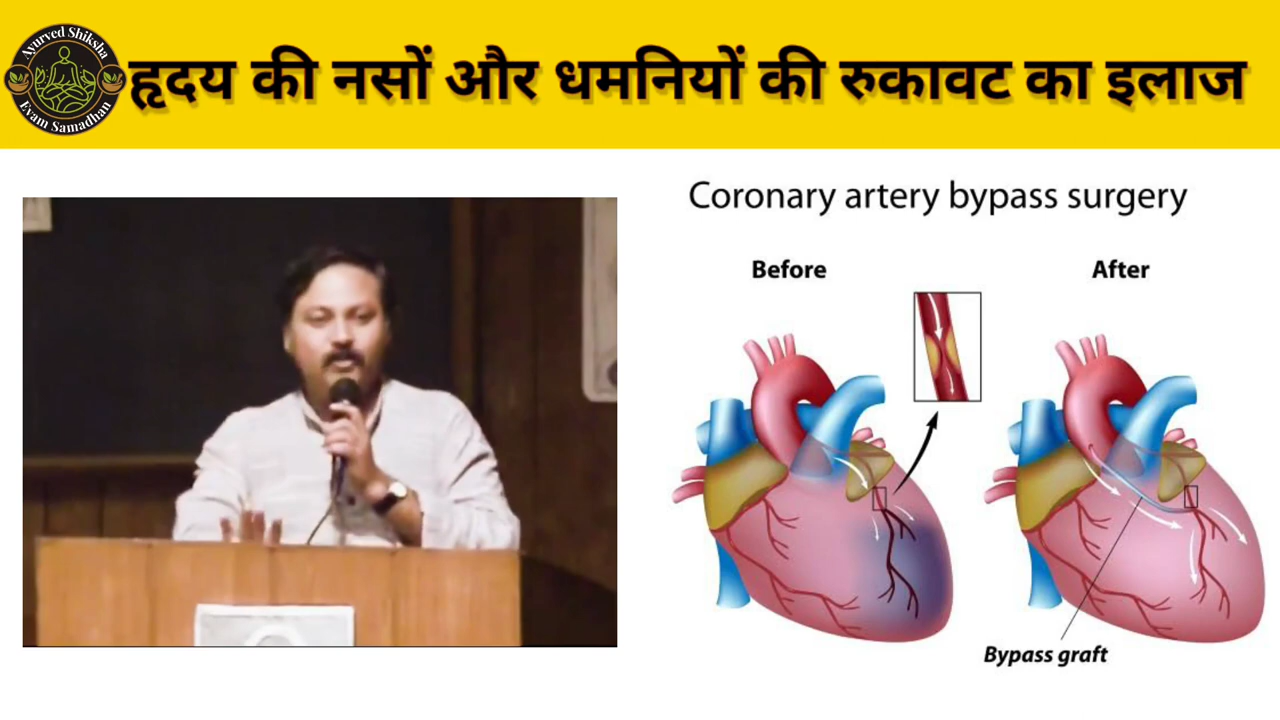 Ayurved Shiksha
Evam Samadhan
हृदय की नसों और धमनियों की रुकावट का इलाज
Coronary artery bypass surgery
Before
After
Bypass graft